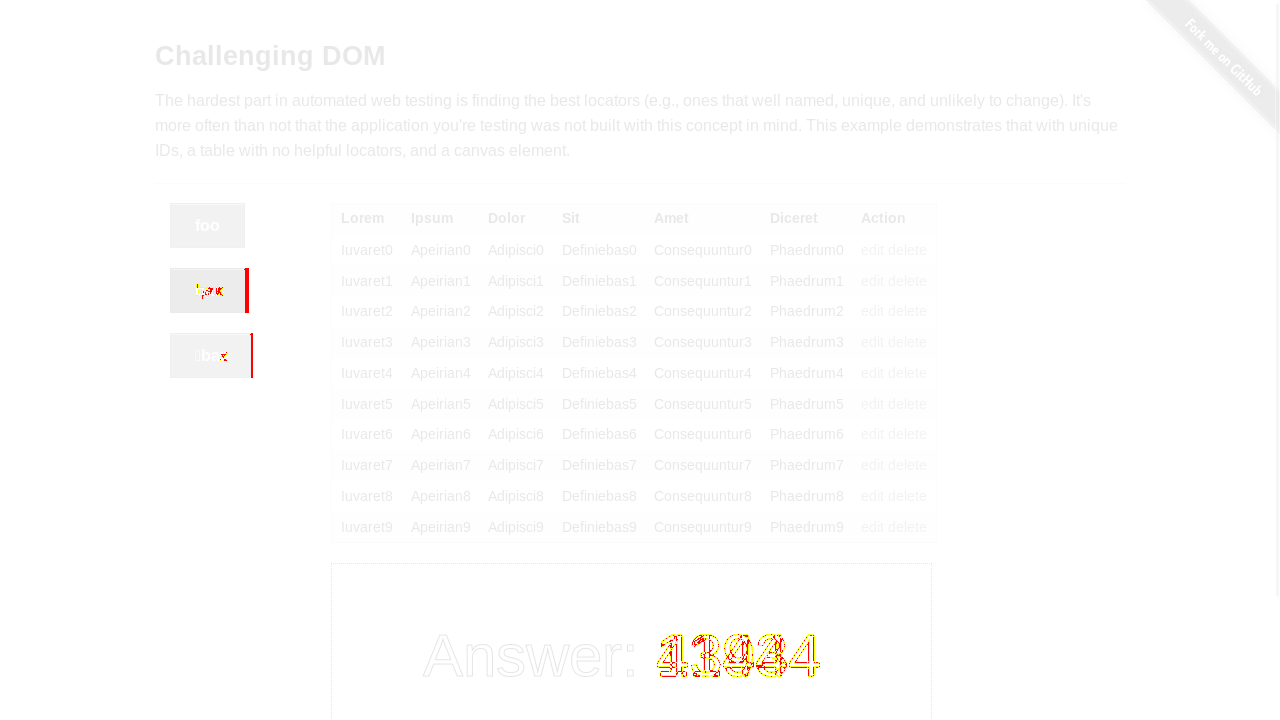 Fork me on GitHub
Challenging DOM
The hardest part in automated web testing is finding the best locators (e.g., ones that well named, unique, and unlikely to change). It's
more often than not that the application you're testing was not built with this concept in mind. This example demonstrates that with unique
IDs, a table with no helpful locators, and a canvas element.
foo
Lorem Ipsum Dolor Sit Amet Diceret Action
Iuvaret0 Apeirian0 Adipisci0 Definiebas0 Consequuntur0 Phaedrum0 edit delete
Iuvaret1 Apeirian1 Adipisci1 Definiebas1 Consequuntur1 Phaedrum1 edit delete
Iuvaret2 Apeirian2 Adipisci2 Definiebas2 Consequuntur2 Phaedrum2 edit delete
Iuvaret3 Apeirian3 Adipisci3 Definiebas3 Consequuntur3 Phaedrum3 edit delete
Iuvaret4 Apeirian4 Adipisci4 Definiebas4 Consequuntur4 Phaedrum4 edit delete
Iuvaret5 Apeirian5 Adipisci5 Definiebas5 Consequuntur5 Phaedrum5 edit delete
Iuvaret6 Apeirian6 Adipisci6 Definiebas6 Consequuntur6 Phaedrum6 edit delete
Iuvaret7 Apeirian7 Adipisci7 Definiebas7 Consequuntur7 Phaedrum7 edit delete
Iuvaret8 Apeirian8 Adipisci8 Definiebas8 Consequuntur8 Phaedrum8 edit delete
Iuvaret9 Apeirian9 Adipisci9 Definiebas9 Consequuntur9 Phaedrum9 edit delete
Answer: